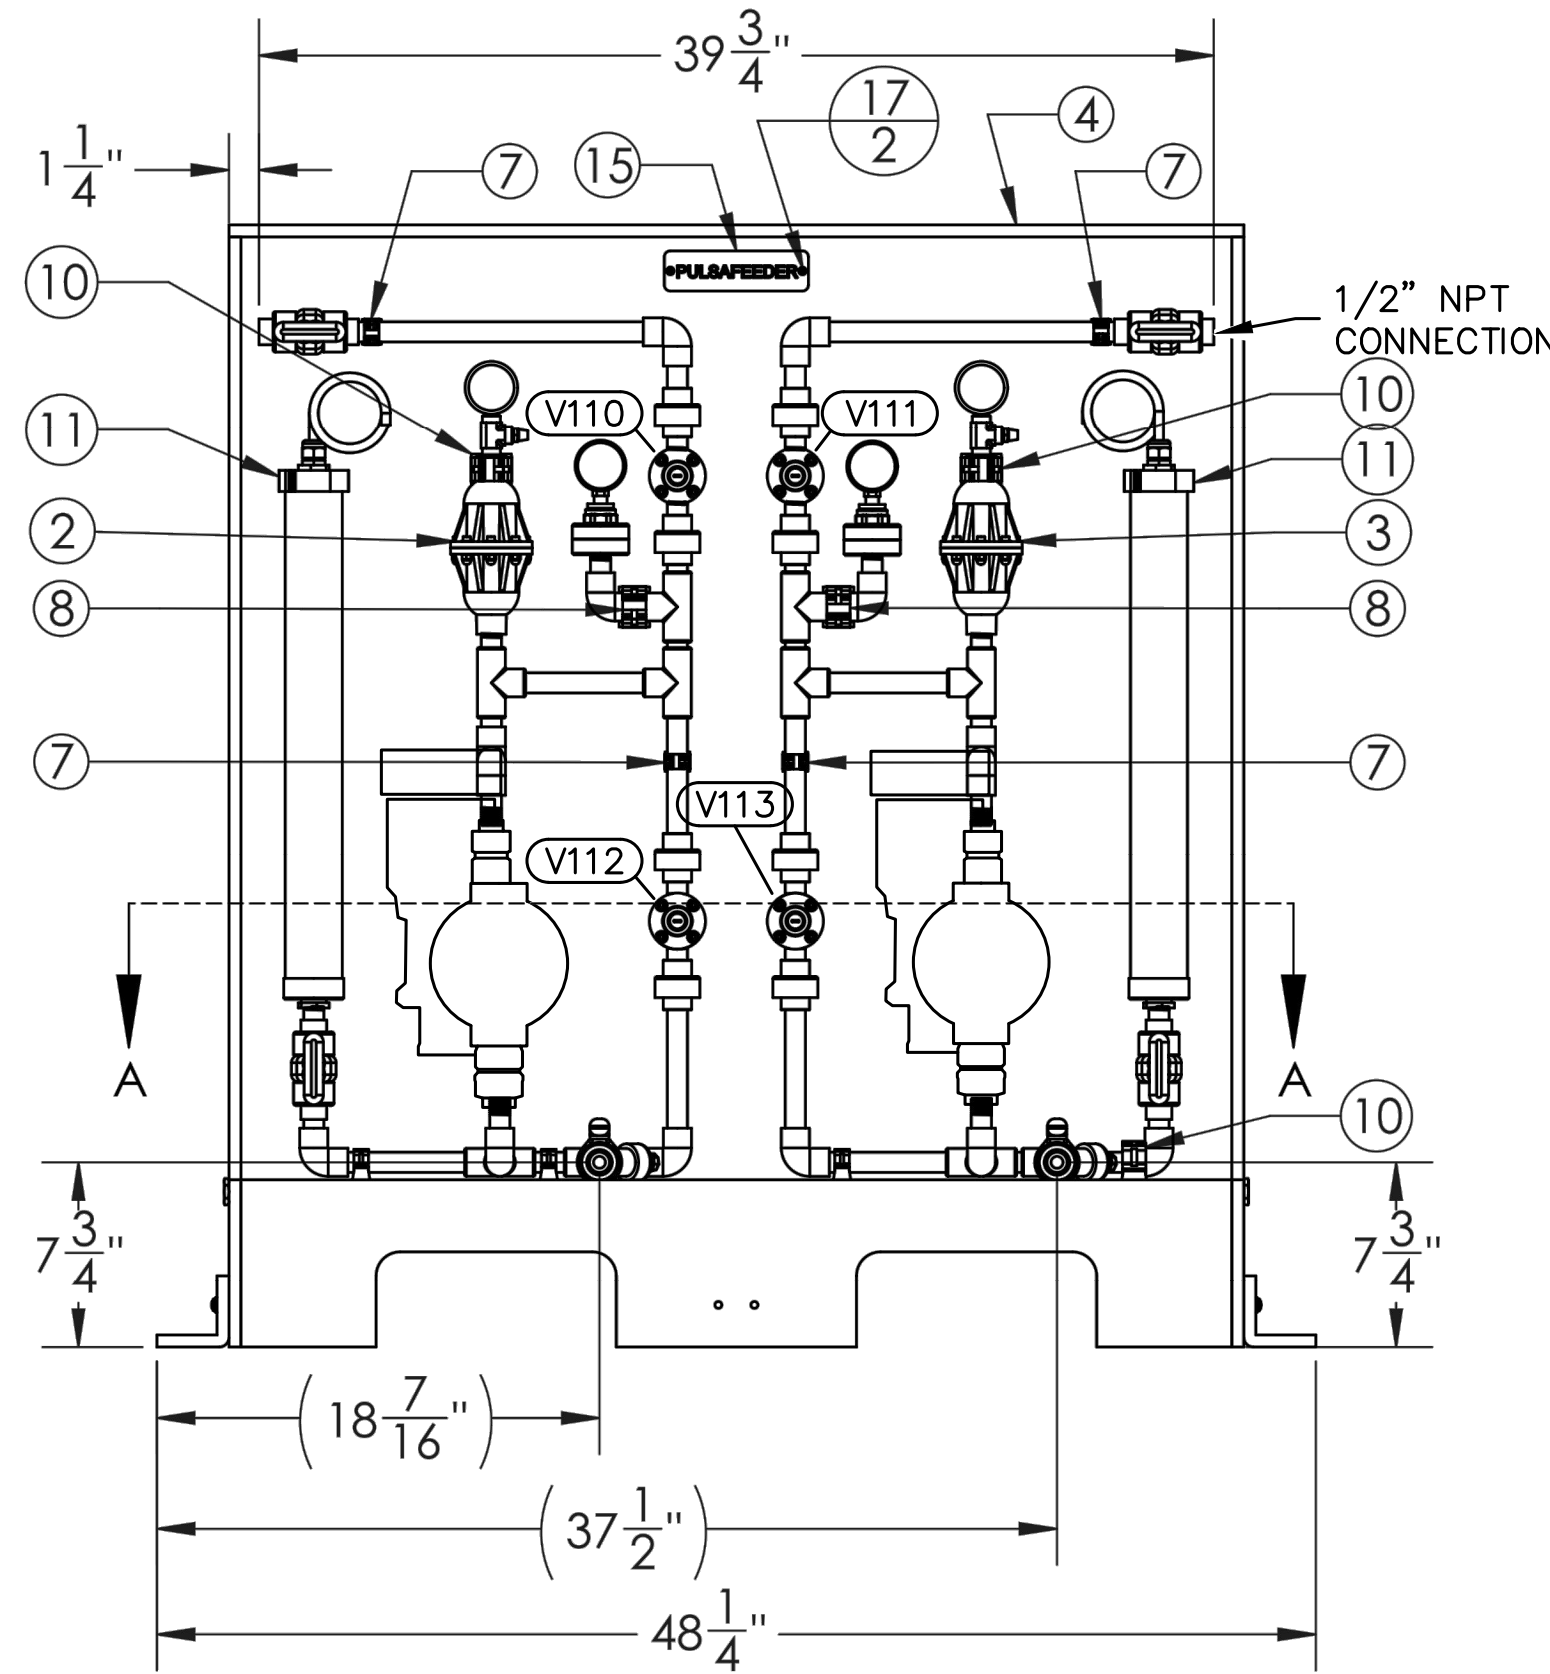 39 3/4"
17
2
4
1 1/4"
7
15
7
PULSAFEEDER
10
1/2" NPT
CONNECTION
10
V110
V111
11
11
2
3
8
8
7
7
V113
V112
A
A
10
7 3/4"
7 3/4"
(18 7/16")
(37 1/2")
48 1/4"